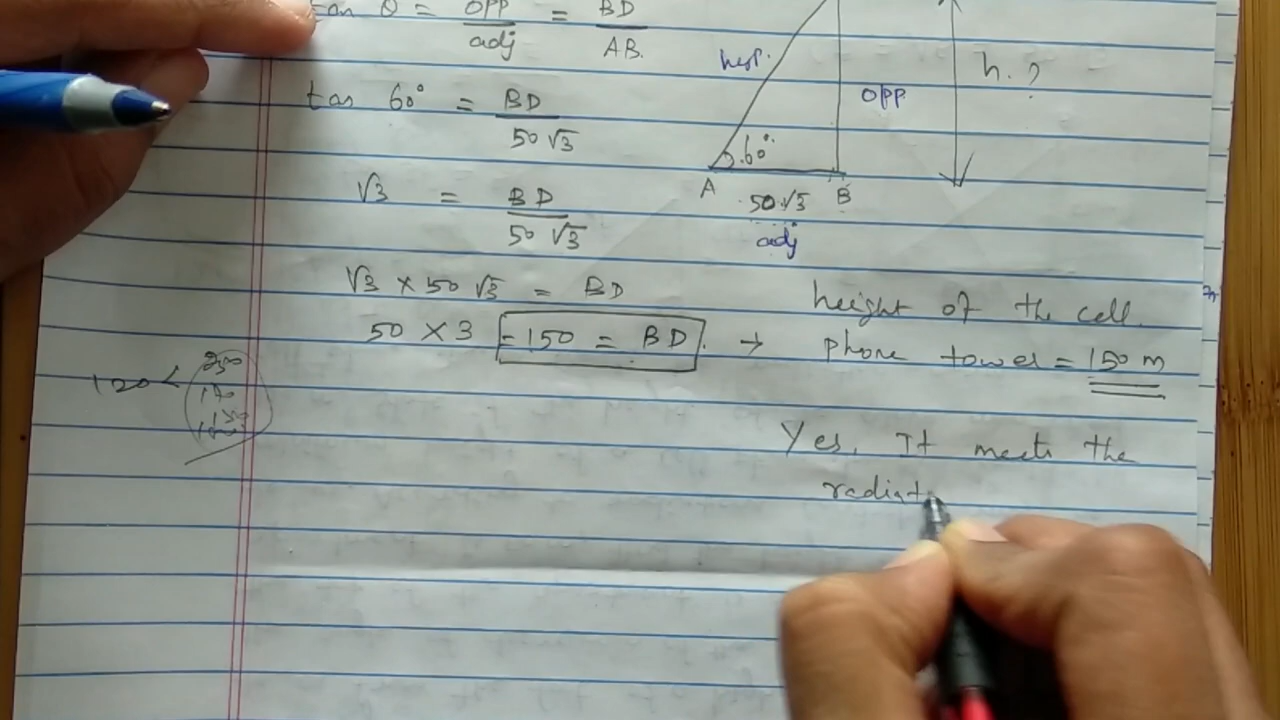 tan θ = opp/adj = BD/AB.
hyp.
h. ?
opp
tan 60° = BD/50√3
60°
A
B
50√3
adj
√3 = BD/50√3
√3 × 50√3 = BD
50 × 3 = 150 = BD. →
height of the cell
phone tower = 150 m
120 <
Yes, It meets the
radiat